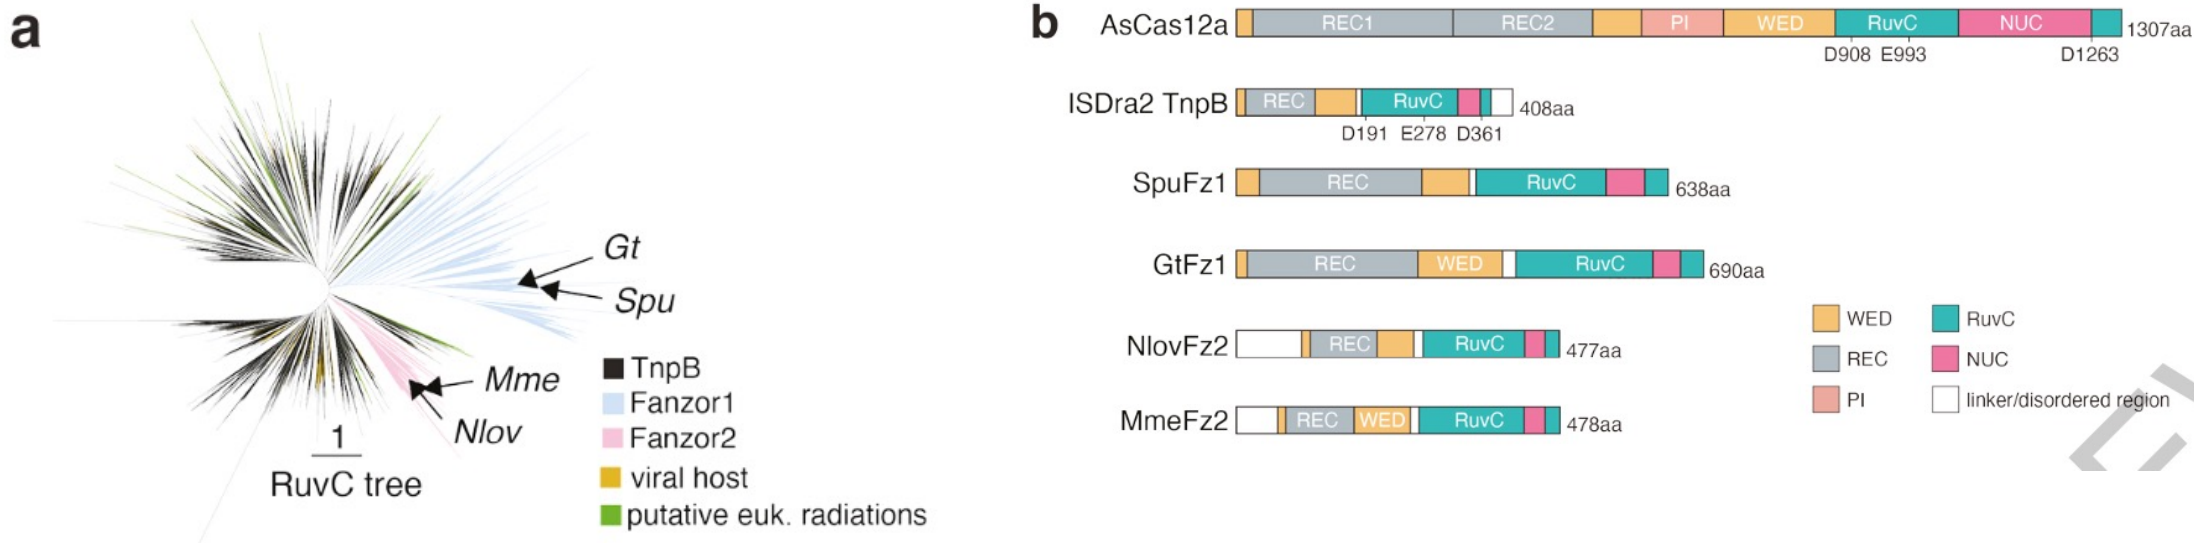 a
Gt
Spu
Mme
Nlov
1
RuvC tree
TnpB
Fanzor1
Fanzor2
viral host
putative euk. radiations
b
AsCas12a REC1 REC2 PI WED RuvC NUC 1307aa
D908 E993 D1263
ISDra2 TnpB REC RuvC 408aa
D191 E278 D361
SpuFz1 REC RuvC 638aa
GtFz1 REC WED RuvC 690aa
NlovFz2 REC RuvC 477aa
MmeFz2 REC WED RuvC 478aa
WED RuvC
REC NUC
PI linker/disordered region